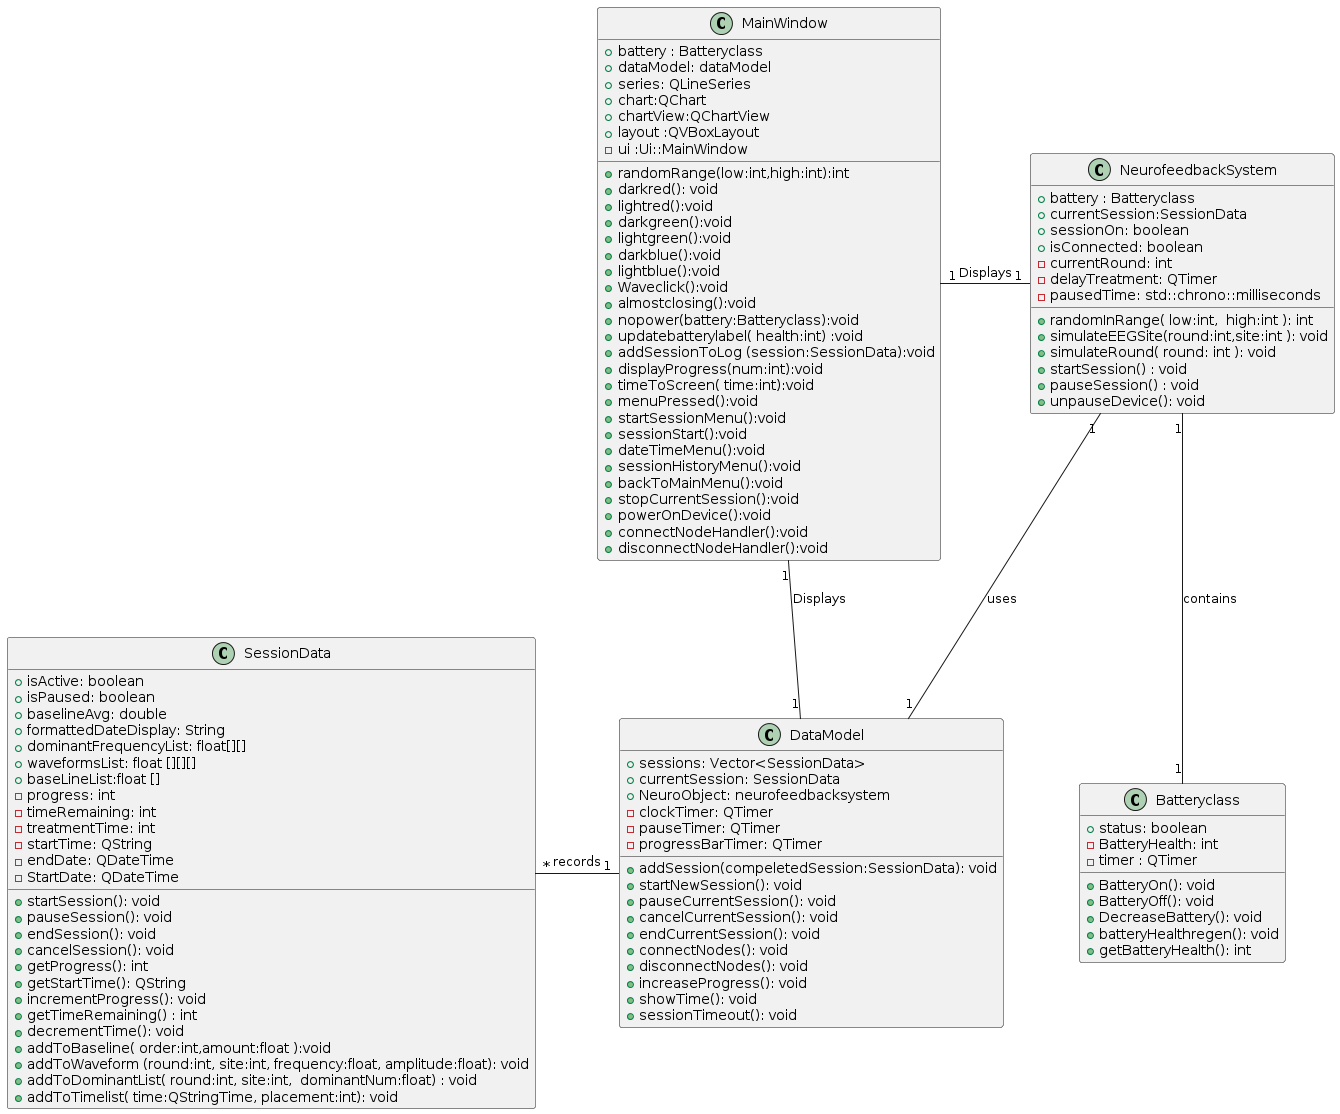 C MainWindow
battery : Batteryclass
dataModel: dataModel
series: QLineSeries
chart:QChart
chartView:QChartView
layout :QVBoxLayout
ui :Ui::MainWindow
randomRange(low:int,high:int):int
darkred(): void
lightred():void
darkgreen():void
lightgreen():void
darkblue():void
lightblue():void
Waveclick():void
almostclosing():void
nopower(battery:Batteryclass):void
updatebatterylabel( health:int) :void
addSessionToLog (session:SessionData):void
displayProgress(num:int):void
timeToScreen( time:int):void
menuPressed():void
startSessionMenu():void
sessionStart():void
dateTimeMenu():void
sessionHistoryMenu():void
backToMainMenu():void
stopCurrentSession():void
powerOnDevice():void
connectNodeHandler():void
disconnectNodeHandler():void
1 Displays 1
C NeurofeedbackSystem
battery : Batteryclass
currentSession:SessionData
sessionOn: boolean
isConnected: boolean
currentRound: int
delayTreatment: QTimer
pausedTime: std::chrono::milliseconds
randomInRange( low:int,  high:int ): int
simulateEEGSite(round:int,site:int ): void
simulateRound( round: int ): void
startSession() : void
pauseSession() : void
unpauseDevice(): void
1
Displays
1
1
uses
1
1
contains
1
C SessionData
isActive: boolean
isPaused: boolean
baselineAvg: double
formattedDateDisplay: String
dominantFrequencyList: float[][]
waveformsList: float [][][]
baseLineList:float []
progress: int
timeRemaining: int
treatmentTime: int
startTime: QString
endDate: QDateTime
StartDate: QDateTime
startSession(): void
pauseSession(): void
endSession(): void
cancelSession(): void
getProgress(): int
getStartTime(): QString
incrementProgress(): void
getTimeRemaining() : int
decrementTime(): void
addToBaseline( order:int,amount:float ):void
addToWaveform (round:int, site:int, frequency:float, amplitude:float): void
addToDominantList( round:int, site:int,  dominantNum:float) : void
addToTimelist( time:QStringTime, placement:int): void
* records 1
C DataModel
sessions: Vector<SessionData>
currentSession: SessionData
NeuroObject: neurofeedbacksystem
clockTimer: QTimer
pauseTimer: QTimer
progressBarTimer: QTimer
addSession(compeletedSession:SessionData): void
startNewSession(): void
pauseCurrentSession(): void
cancelCurrentSession(): void
endCurrentSession(): void
connectNodes(): void
disconnectNodes(): void
increaseProgress(): void
showTime(): void
sessionTimeout(): void
C Batteryclass
status: boolean
BatteryHealth: int
timer : QTimer
BatteryOn(): void
BatteryOff(): void
DecreaseBattery(): void
batteryHealthregen(): void
getBatteryHealth(): int